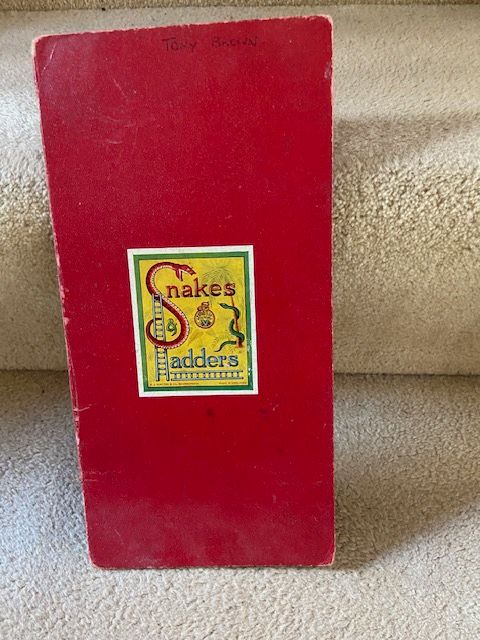 TONY BROWN
Snakes
&
Ladders